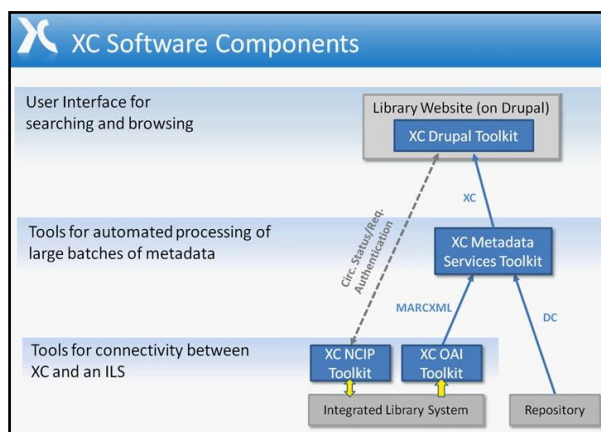 XC Software Components
User Interface for
searching and browsing
Library Website (on Drupal)
XC Drupal Toolkit
XC
Circ. Status/Req.
Authentication
Tools for automated processing of
large batches of metadata
XC Metadata
Services Toolkit
MARCXML
DC
Tools for connectivity between
XC and an ILS
XC NCIP
Toolkit
XC OAI
Toolkit
Integrated Library System
Repository